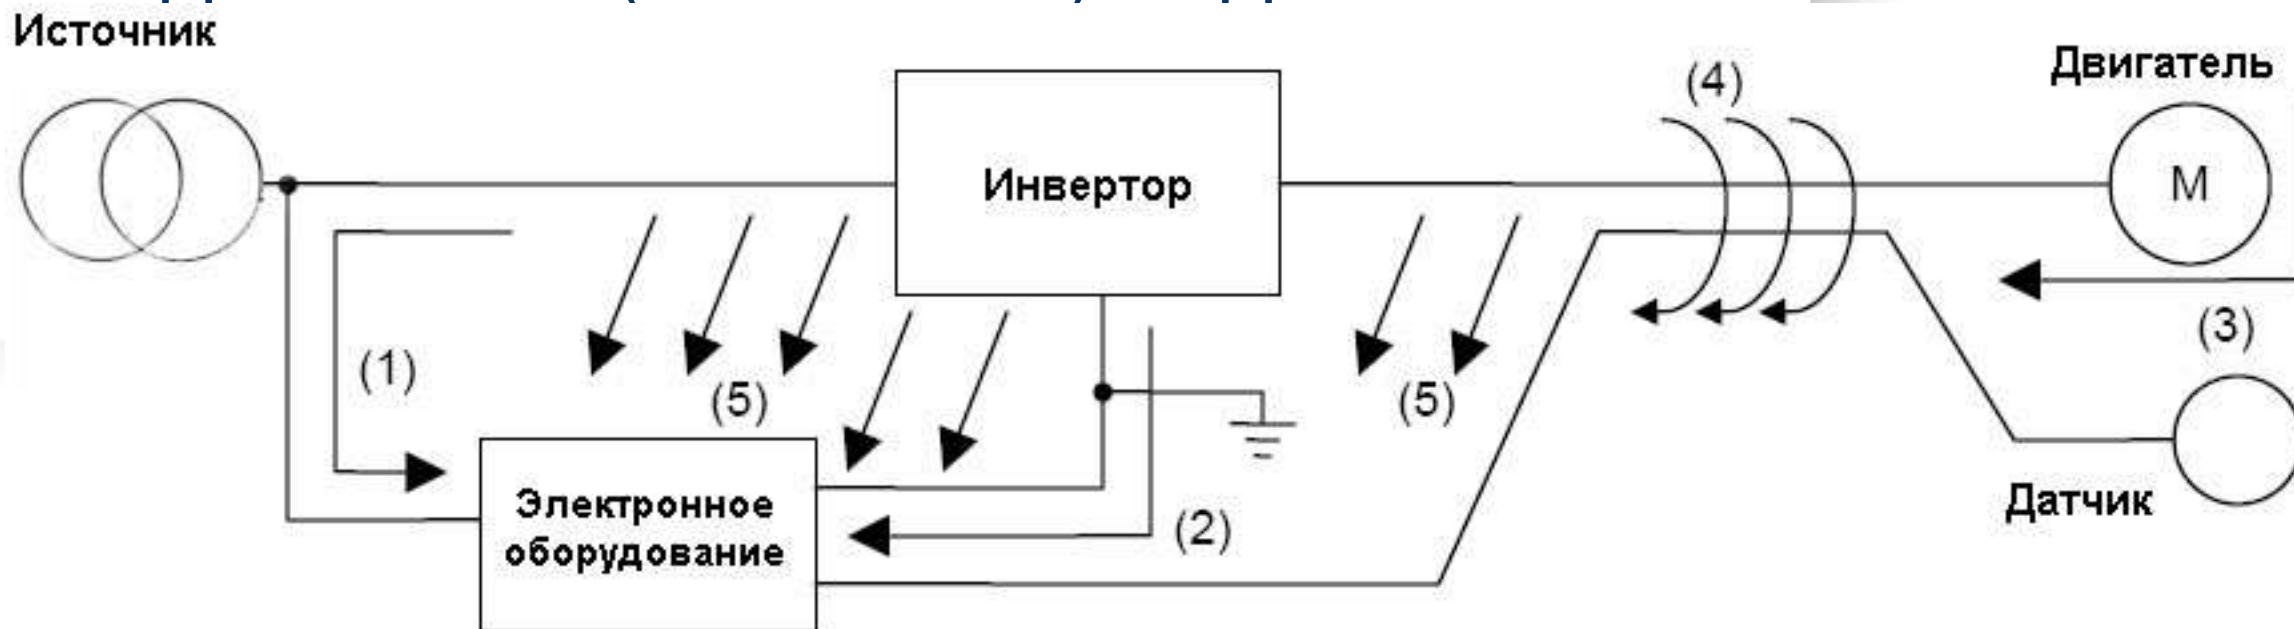 Источник
Двигатель
(4)
Инвертор
M
(3)
(1)
(5)
(5)
Электронное
оборудование
(2)
Датчик